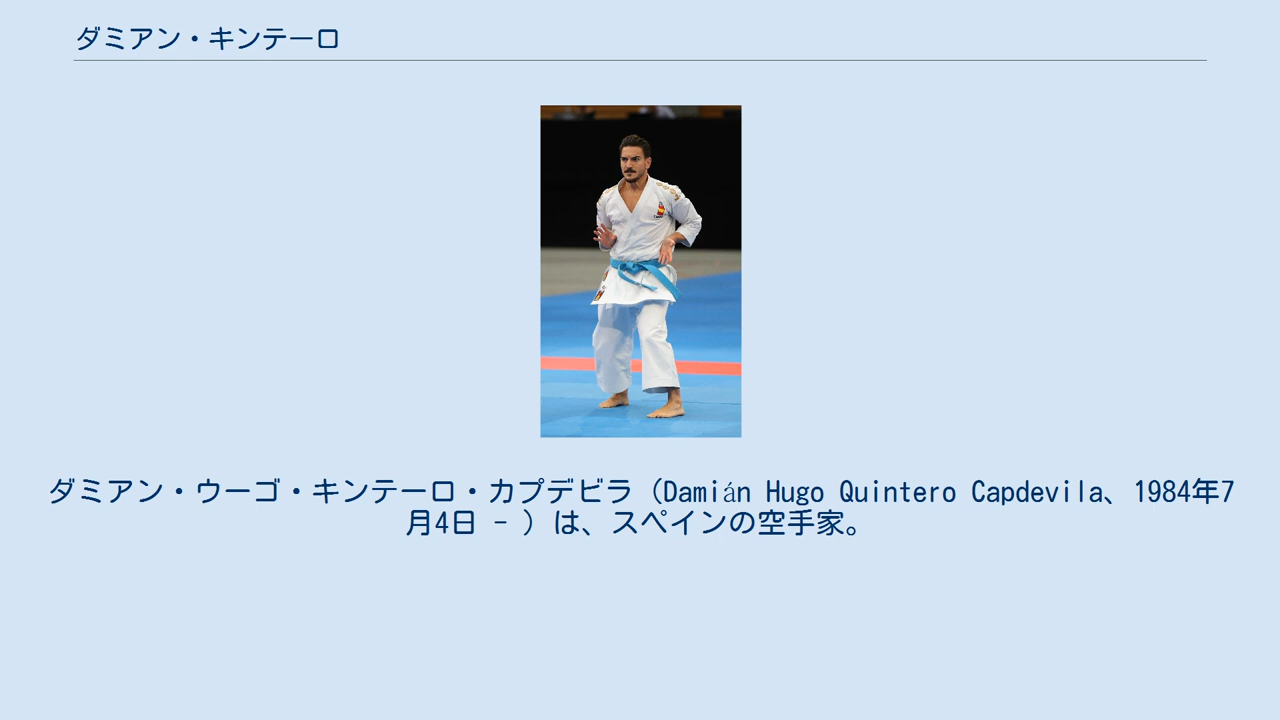 ダミアン・キンテーロ
ダミアン・ウーゴ・キンテーロ・カプデビラ（Damián Hugo Quintero Capdevila、1984年7
月4日 - ）は、スペインの空手家。